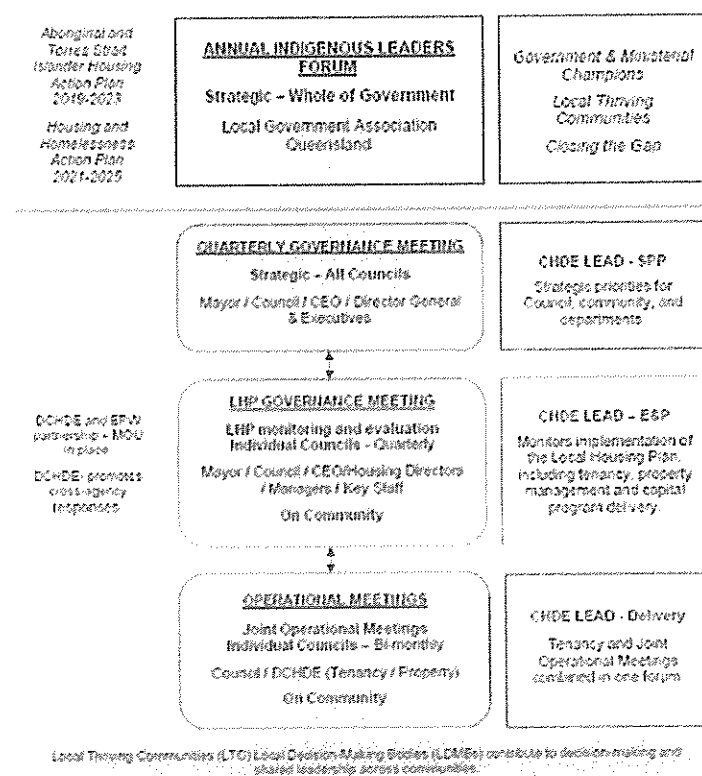 Aboriginal and
Torres Strait
Islander Housing
Action Plan
2019-2023
Housing and
Homelessness
Action Plan
2021-2025
ANNUAL INDIGENOUS LEADERS
FORUM
Strategic – Whole of Government
Local Government Association
Queensland
Government & Ministerial
Champions
Local Thriving
Communities
Closing the Gap
QUARTERLY GOVERNANCE MEETING
Strategic – All Councils
Mayor / Council / CEO / Director General
& Executives
CHDE LEAD - SPP
Strategic priorities for
Council, community, and
departments
DCHDE and EPW
partnership – MOU
in place
DCHDE- promotes
cross-agency
responses
LHP GOVERNANCE MEETING
LHP monitoring and evaluation
Individual Councils - Quarterly
Mayor / Council / CEO/Housing Directors
/ Managers / Key Staff
On Community
CHDE LEAD – ESP
Monitors implementation of
the Local Housing Plan,
including tenancy, property
management and capital
program delivery.
OPERATIONAL MEETINGS
Joint Operational Meetings
Individual Councils – Bi-monthly
Council / DCHDE (Tenancy / Property)
On Community
CHDE LEAD - Delivery
Tenancy and Joint
Operational Meetings
combined in one forum
Local Thriving Communities (LTC) Local Decision-Making Bodies (LDMBs) contribute to decision-making and
shared leadership across communities.